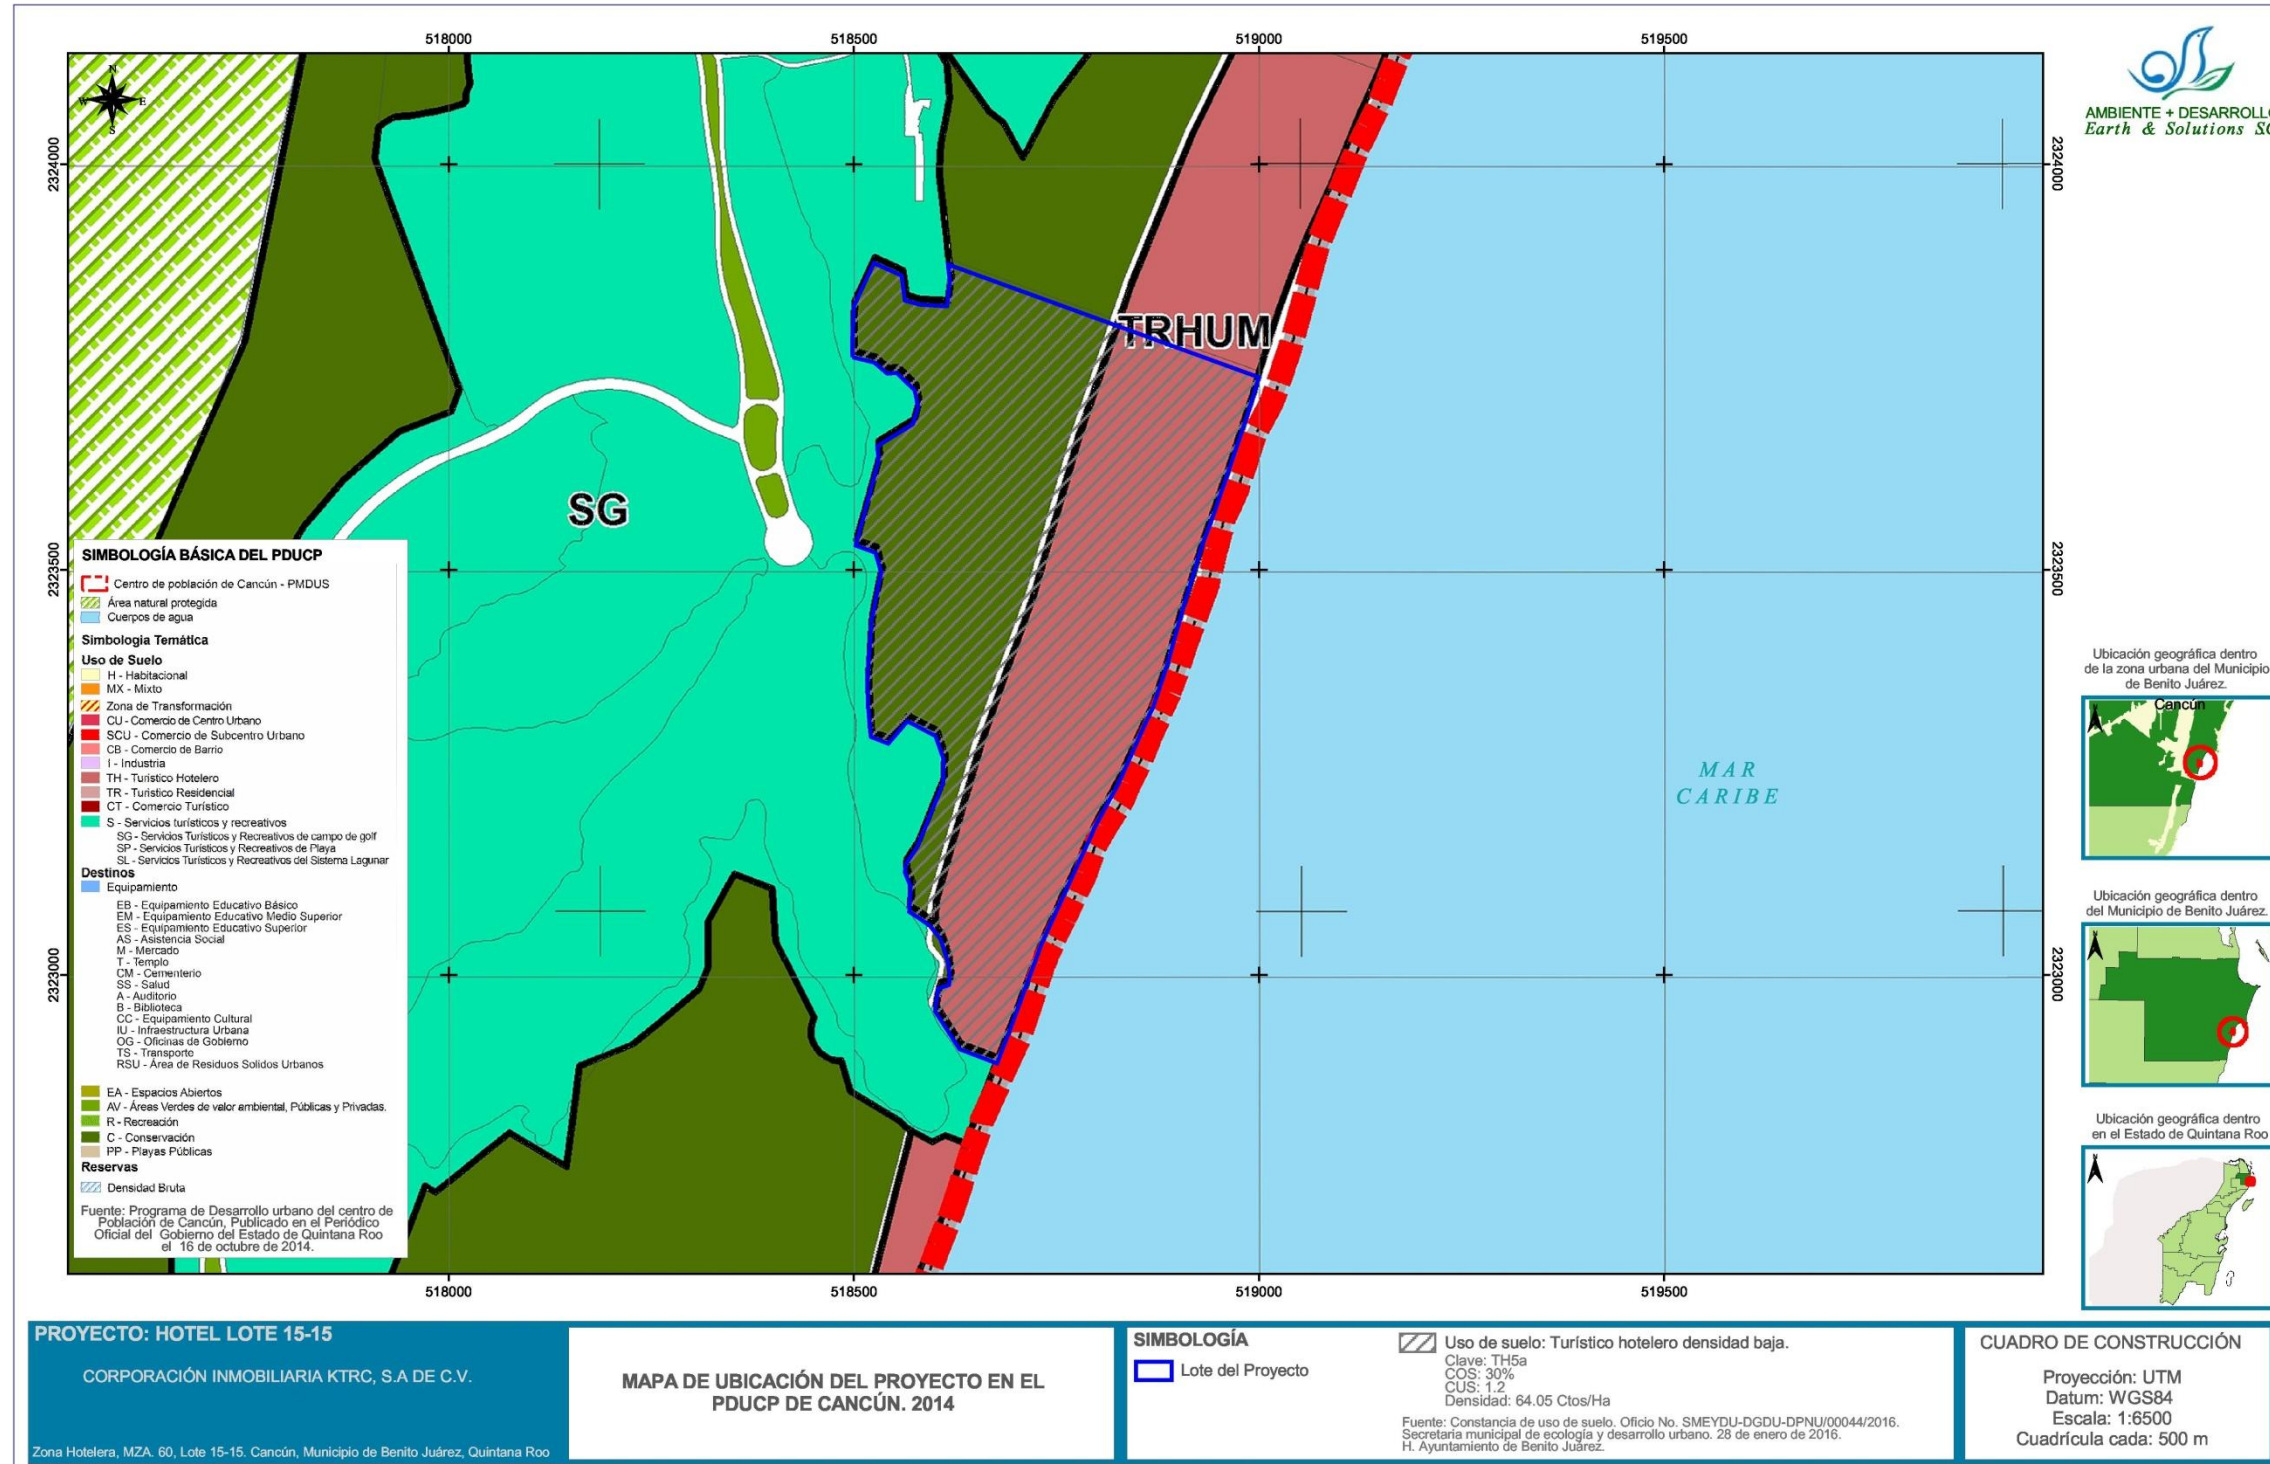 518000
518500
519000
519500
N
W
E
S
2324000
2323500
2323000
2324000
2323500
2323000
518000
518500
519000
519500
TRHUM
SG
MAR
CARIBE
SIMBOLOGÍA BÁSICA DEL PDUCP
Centro de población de Cancún - PMDUS
Área natural protegida
Cuerpos de agua
Simbología Temática
Uso de Suelo
H - Habitacional
MX - Mixto
Zona de Transformación
CU - Comercio de Centro Urbano
SCU - Comercio de Subcentro Urbano
CB - Comercio de Barrio
I - Industria
TH - Turístico Hotelero
TR - Turístico Residencial
CT - Comercio Turístico
S - Servicios turísticos y recreativos
SG - Servicios Turísticos y Recreativos de campo de golf
SP - Servicios Turísticos y Recreativos de Playa
SL - Servicios Turísticos y Recreativos del Sistema Lagunar
Destinos
Equipamiento
EB - Equipamiento Educativo Básico
EM - Equipamiento Educativo Medio Superior
ES - Equipamiento Educativo Superior
AS - Asistencia Social
M - Mercado
T - Templo
CM - Cementerio
SS - Salud
A - Auditorio
B - Biblioteca
CC - Equipamiento Cultural
IU - Infraestructura Urbana
OG - Oficinas de Gobierno
TS - Transporto
RSU - Área de Residuos Solidos Urbanos
EA - Espacios Abiertos
AV - Áreas Verdes de valor ambiental, Públicas y Privadas.
R - Recreación
C - Conservación
PP - Playas Públicas
Reservas
Densidad Bruta
Fuente: Programa de Desarrollo urbano del centro de
Población de Cancún, Publicado en el Periódico
Oficial del Gobierno del Estado de Quintana Roo
el 16 de octubre de 2014.
AMBIENTE + DESARROLLO
Earth & Solutions SC
Ubicación geográfica dentro
de la zona urbana del Municipio
de Benito Juárez.
Cancún
Ubicación geográfica dentro
del Municipio de Benito Juárez.
Ubicación geográfica dentro
en el Estado de Quintana Roo
PROYECTO: HOTEL LOTE 15-15
CORPORACIÓN INMOBILIARIA KTRC, S.A DE C.V.
Zona Hotelera, MZA. 60, Lote 15-15. Cancún, Municipio de Benito Juárez, Quintana Roo
MAPA DE UBICACIÓN DEL PROYECTO EN EL
PDUCP DE CANCÚN. 2014
SIMBOLOGÍA
Lote del Proyecto
Uso de suelo: Turístico hotelero densidad baja.
Clave: TH5a
COS: 30%
CUS: 1.2
Densidad: 64.05 Ctos/Ha
Fuente: Constancia de uso de suelo. Oficio No. SMEYDU-DGDU-DPNU/00044/2016.
Secretaria municipal de ecología y desarrollo urbano. 28 de enero de 2016.
H. Ayuntamiento de Benito Juárez.
CUADRO DE CONSTRUCCIÓN
Proyección: UTM
Datum: WGS84
Escala: 1:6500
Cuadrícula cada: 500 m